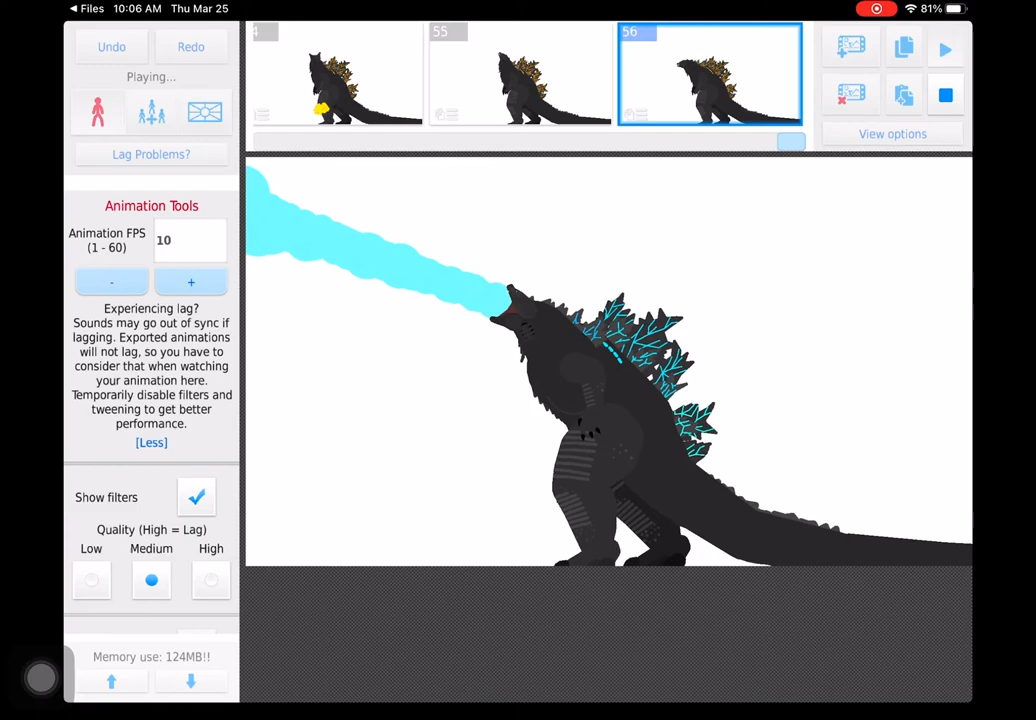 Files 10:06 AM Thu Mar 25 81%
Undo Redo
Playing...
Lag Problems?
4 55 56
View options
Animation Tools
Animation FPS
(1 - 60)
10
- +
Experiencing lag?
Sounds may go out of sync if
lagging. Exported animations
will not lag, so you have to
consider that when watching
your animation here.
Temporarily disable filters and
tweening to get better
performance.
[Less]
Show filters
Quality (High = Lag)
Low Medium High
Memory use: 124MB!!